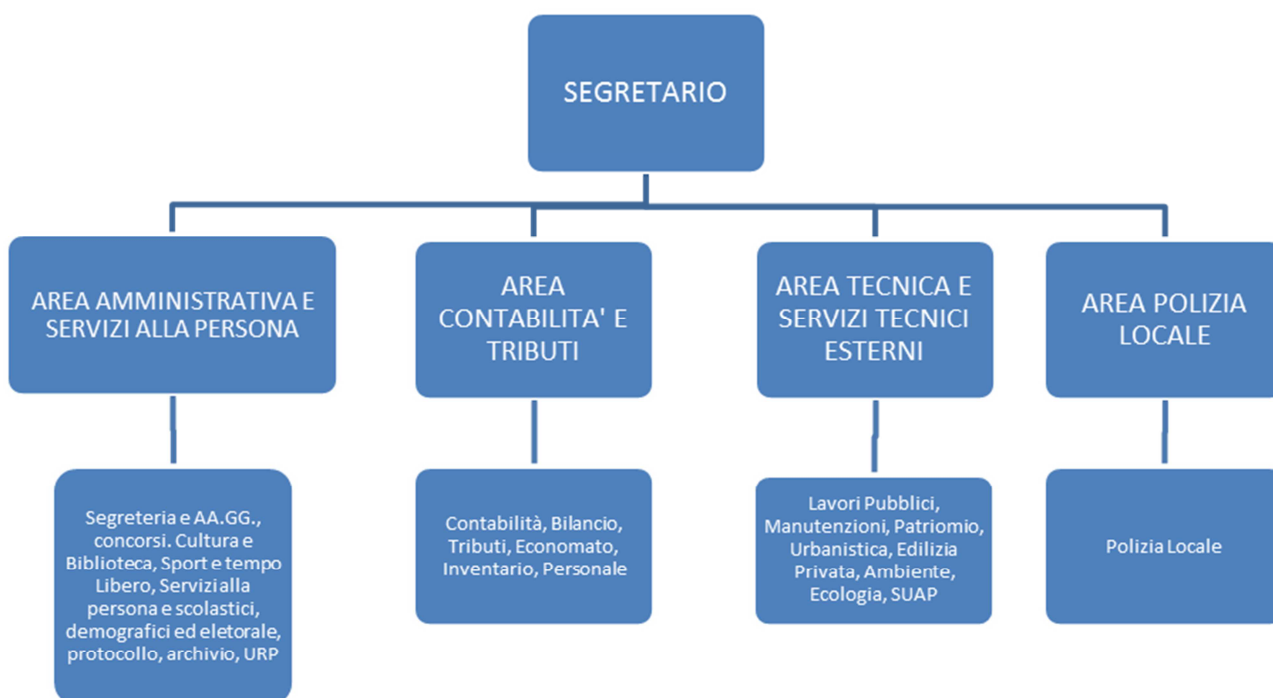 SEGRETARIO
AREA AMMINISTRATIVA E
SERVIZI ALLA PERSONA
AREA
CONTABILITA' E
TRIBUTI
AREA TECNICA E
SERVIZI TECNICI
ESTERNI
AREA POLIZIA
LOCALE
Segreteria e AA.GG.,
concorsi. Cultura e
Biblioteca, Sport e tempo
Libero, Servizi alla
persona e scolastici,
demografici ed eletorale,
protocollo, archivio, URP
Contabilità, Bilancio,
Tributi, Economato,
Inventario, Personale
Lavori Pubblici,
Manutenzioni, Patriomio,
Urbanistica, Edilizia
Privata, Ambiente,
Ecologia, SUAP
Polizia Locale